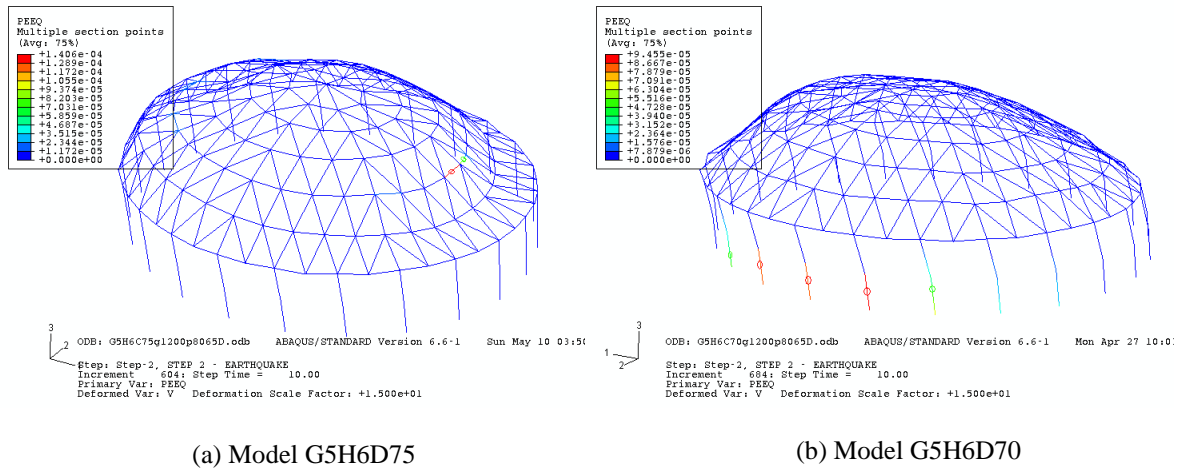 PEEQ
Multiple section points
(Avg: 75%)
+1.406e-04
+1.289e-04
+1.172e-04
+1.055e-04
+9.374e-05
+8.203e-05
+7.031e-05
+5.859e-05
+4.687e-05
+3.515e-05
+2.344e-05
+1.172e-05
+0.000e+00
3
2
ODB: G5H6C75g1200p8065D.odb ABAQUS/STANDARD Version 6.6-1 Sun May 10 03:50
Step: Step-2, STEP 2 - EARTHQUAKE
Increment 604: Step Time = 10.00
Primary Var: PEEQ
Deformed Var: V Deformation Scale Factor: +1.500e+01
(a) Model G5H6D75
PEEQ
Multiple section points
(Avg: 75%)
+9.455e-05
+8.667e-05
+7.879e-05
+7.091e-05
+6.304e-05
+5.516e-05
+4.728e-05
+3.940e-05
+3.152e-05
+2.364e-05
+1.576e-05
+7.879e-06
+0.000e+00
3
1
2
ODB: G5H6C70g1200p8065D.odb ABAQUS/STANDARD Version 6.6-1 Mon Apr 27 10:01
Step: Step-2, STEP 2 - EARTHQUAKE
Increment 684: Step Time = 10.00
Primary Var: PEEQ
Deformed Var: V Deformation Scale Factor: +1.500e+01
(b) Model G5H6D70